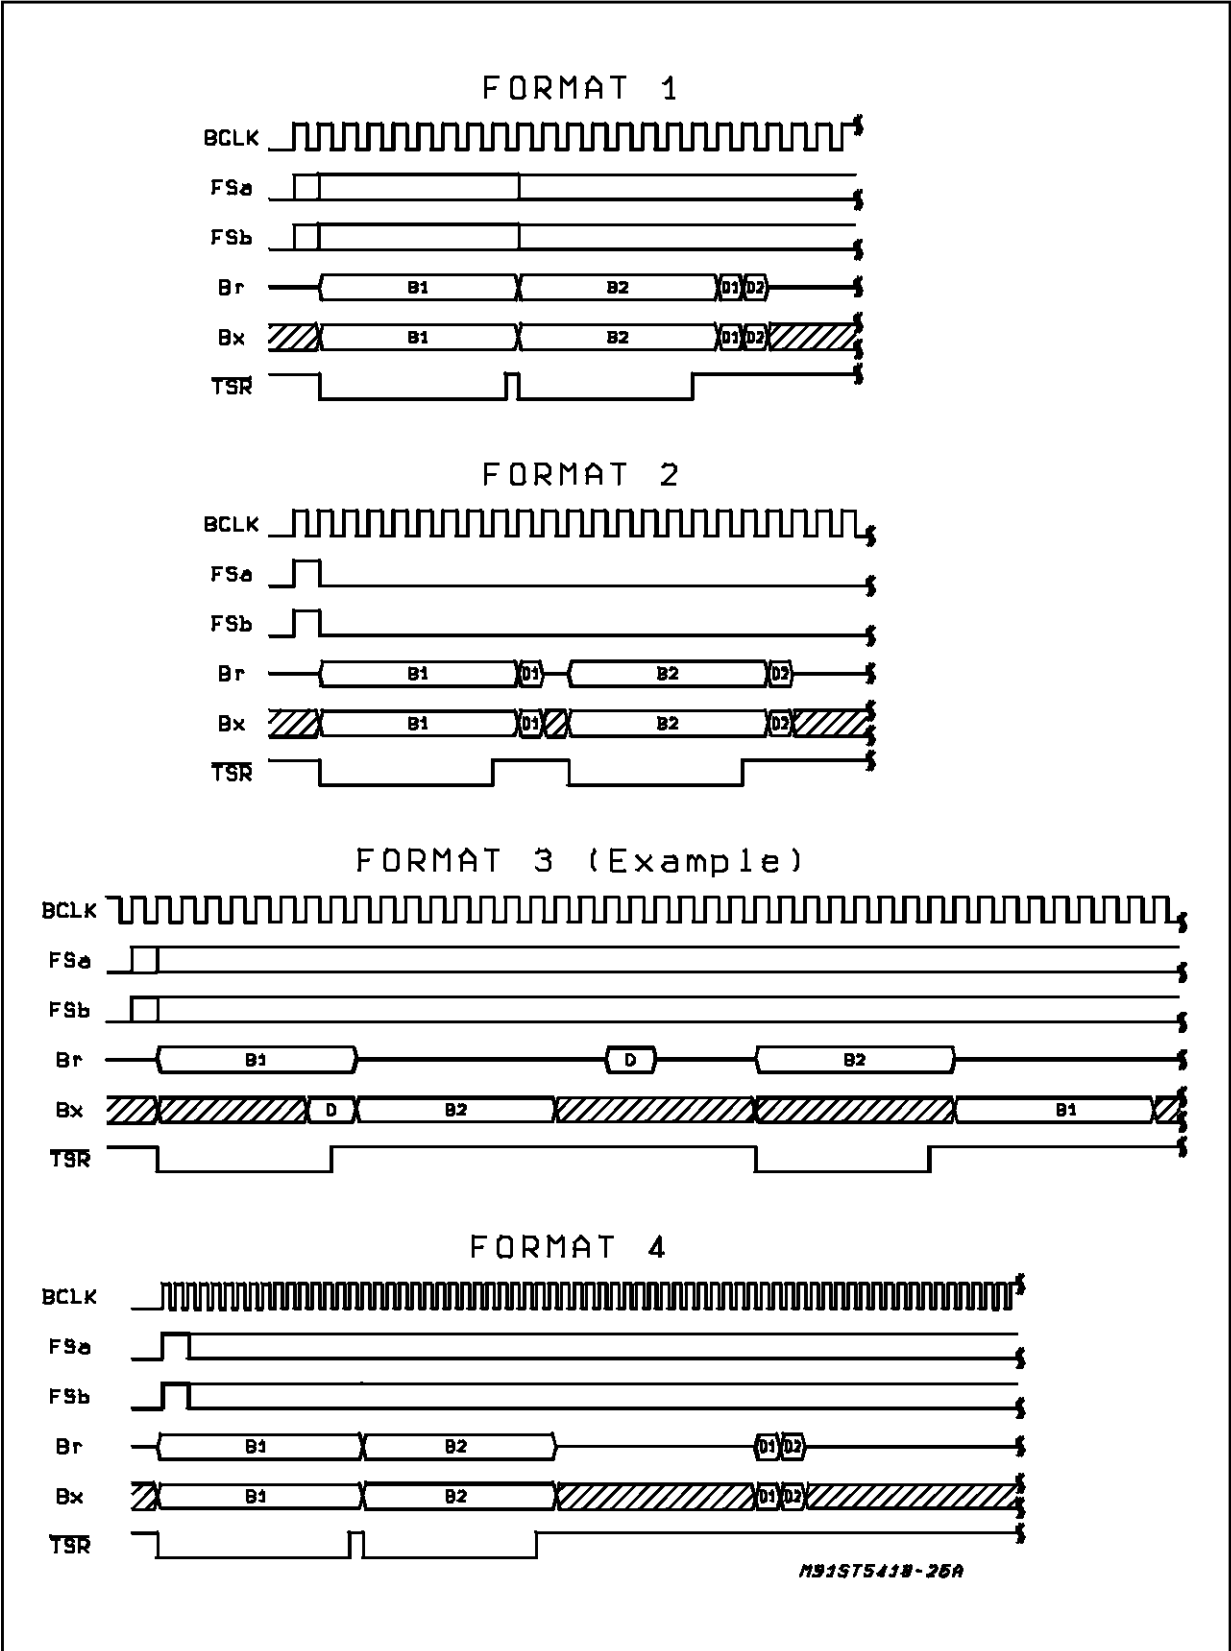 FORMAT 1
BCLK
FSa
FSb
Br B1 B2 D1 D2
Bx B1 B2 D1 D2
TSR
FORMAT 2
BCLK
FSa
FSb
Br B1 D1 B2 D2
Bx B1 D1 B2 D2
TSR
FORMAT 3 (Example)
BCLK
FSa
FSb
Br B1 D B2
Bx D B2 B1
TSR
FORMAT 4
BCLK
FSa
FSb
Br B1 B2 D1 D2
Bx B1 B2 D1 D2
TSR